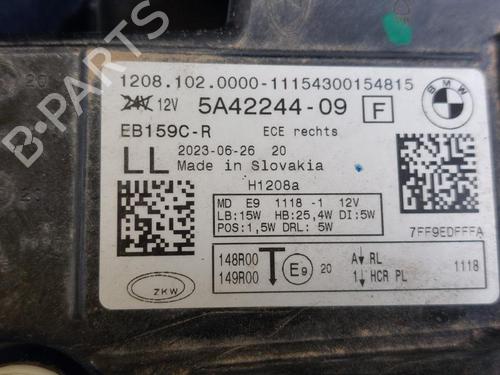 B-PARTS
1208.102.0000-11154300154815
24V 12V 5A42244-09 F
BMW
EB159C-R ECE rechts
LL 2023-06-26 20
Made in Slovakia
H1208a
MD E9 1118 -1 12V
LB:15W HB:25,4W DI:5W
POS:1,5W DRL: 5W
7FF9EDFFFA
148R00
149R00
E9 20
A↓ RL
1↓HCR PL 1118
ZKW